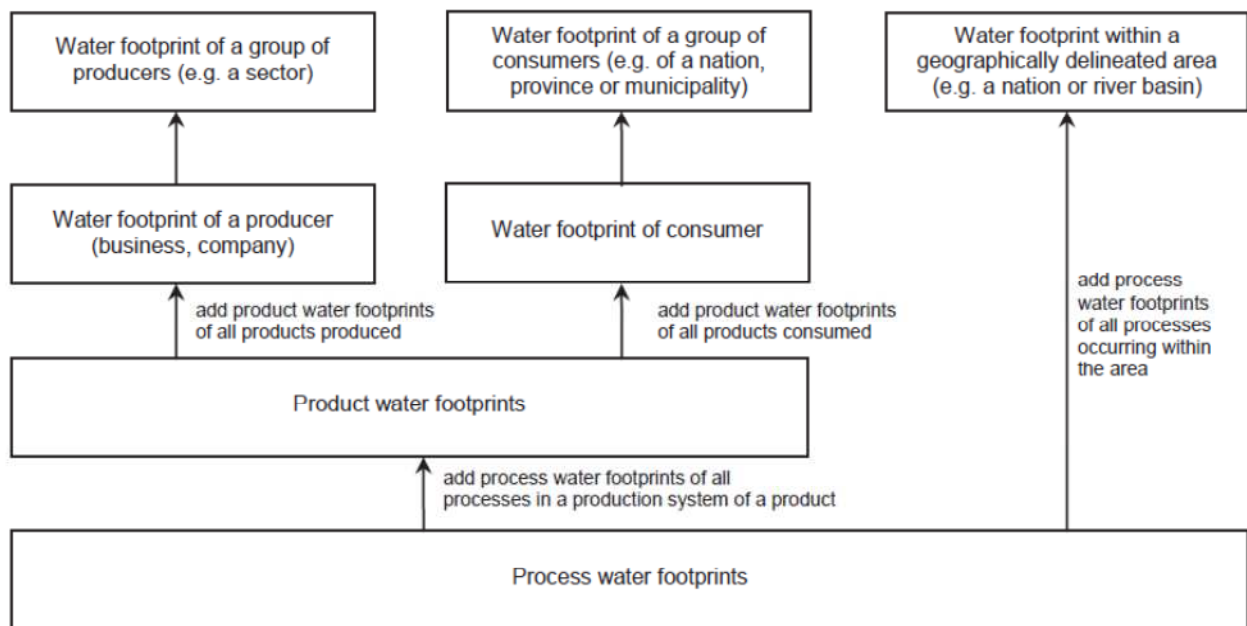 Water footprint of a group of
producers (e.g. a sector)
Water footprint of a group of
consumers (e.g. of a nation,
province or municipality)
Water footprint within a
geographically delineated area
(e.g. a nation or river basin)
Water footprint of a producer
(business, company)
Water footprint of consumer
add product water footprints
of all products produced
add product water footprints
of all products consumed
add process
water footprints
of all processes
occurring within
the area
Product water footprints
add process water footprints of all
processes in a production system of a product
Process water footprints